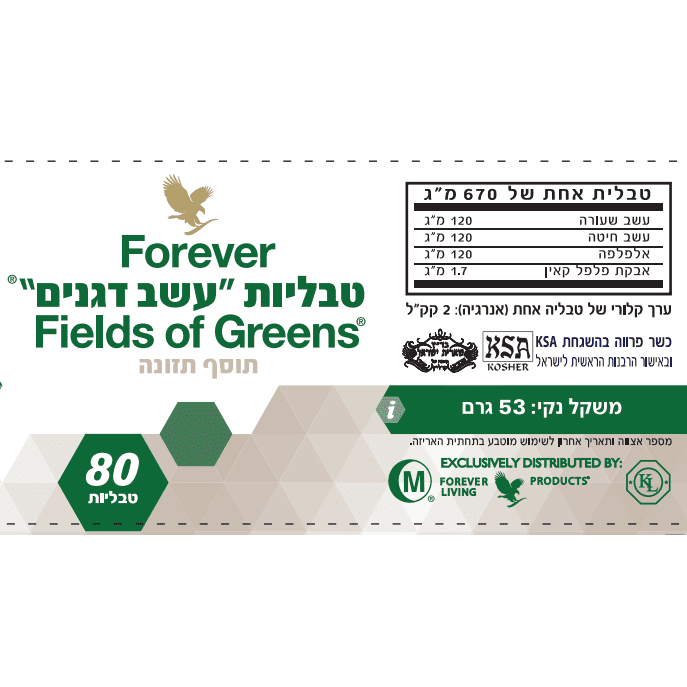 Forever
טבליות "עשב דגנים"®
Fields of Greens®
תוסף תזונה
80
טבליות
טבלית אחת של 670 מ"ג
עשב שעורה 120 מ"ג
עשב חיטה 120 מ"ג
אלפלפה 120 מ"ג
אבקת פלפל קאין 1.7 מ"ג
ערך קלורי של טבליה אחת (אנרגיה): 2 קק"ל
כשר פרווה בהשגחת KSA
ובאישור הרבנות הראשית לישראל
KSA
KOSHER
משקל נקי: 53 גרם
i
מספר אצווה ותאריך אחרון לשימוש מוטבע בתחתית האריזה.
EXCLUSIVELY DISTRIBUTED BY:
M®
FOREVER PRODUCTS®
LIVING
KL